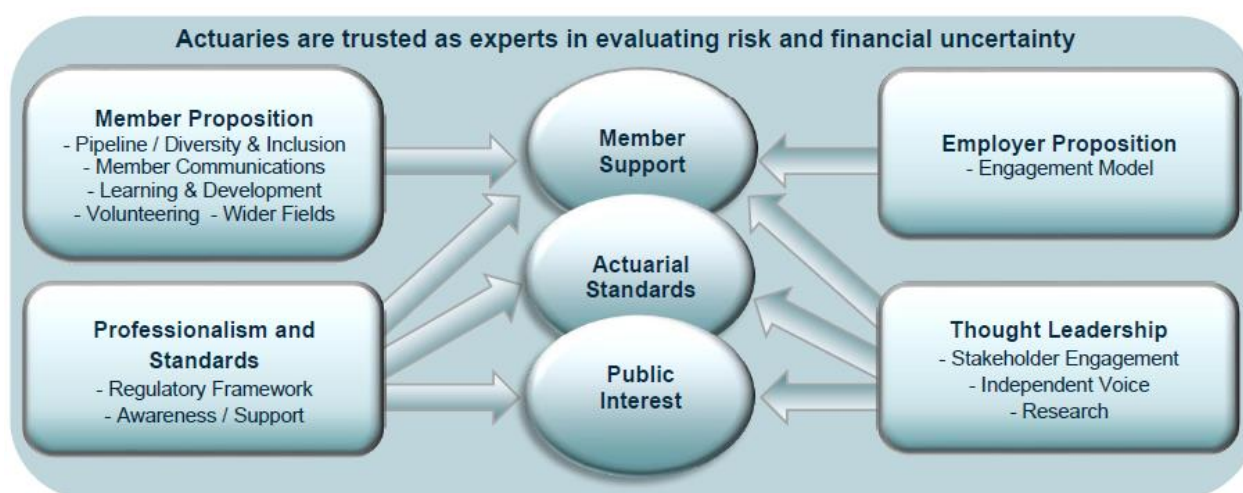 Actuaries are trusted as experts in evaluating risk and financial uncertainty
Member Proposition
- Pipeline / Diversity & Inclusion
- Member Communications
- Learning & Development
- Volunteering - Wider Fields
Professionalism and
Standards
- Regulatory Framework
- Awareness / Support
Member
Support
Actuarial
Standards
Public
Interest
Employer Proposition
- Engagement Model
Thought Leadership
- Stakeholder Engagement
- Independent Voice
- Research